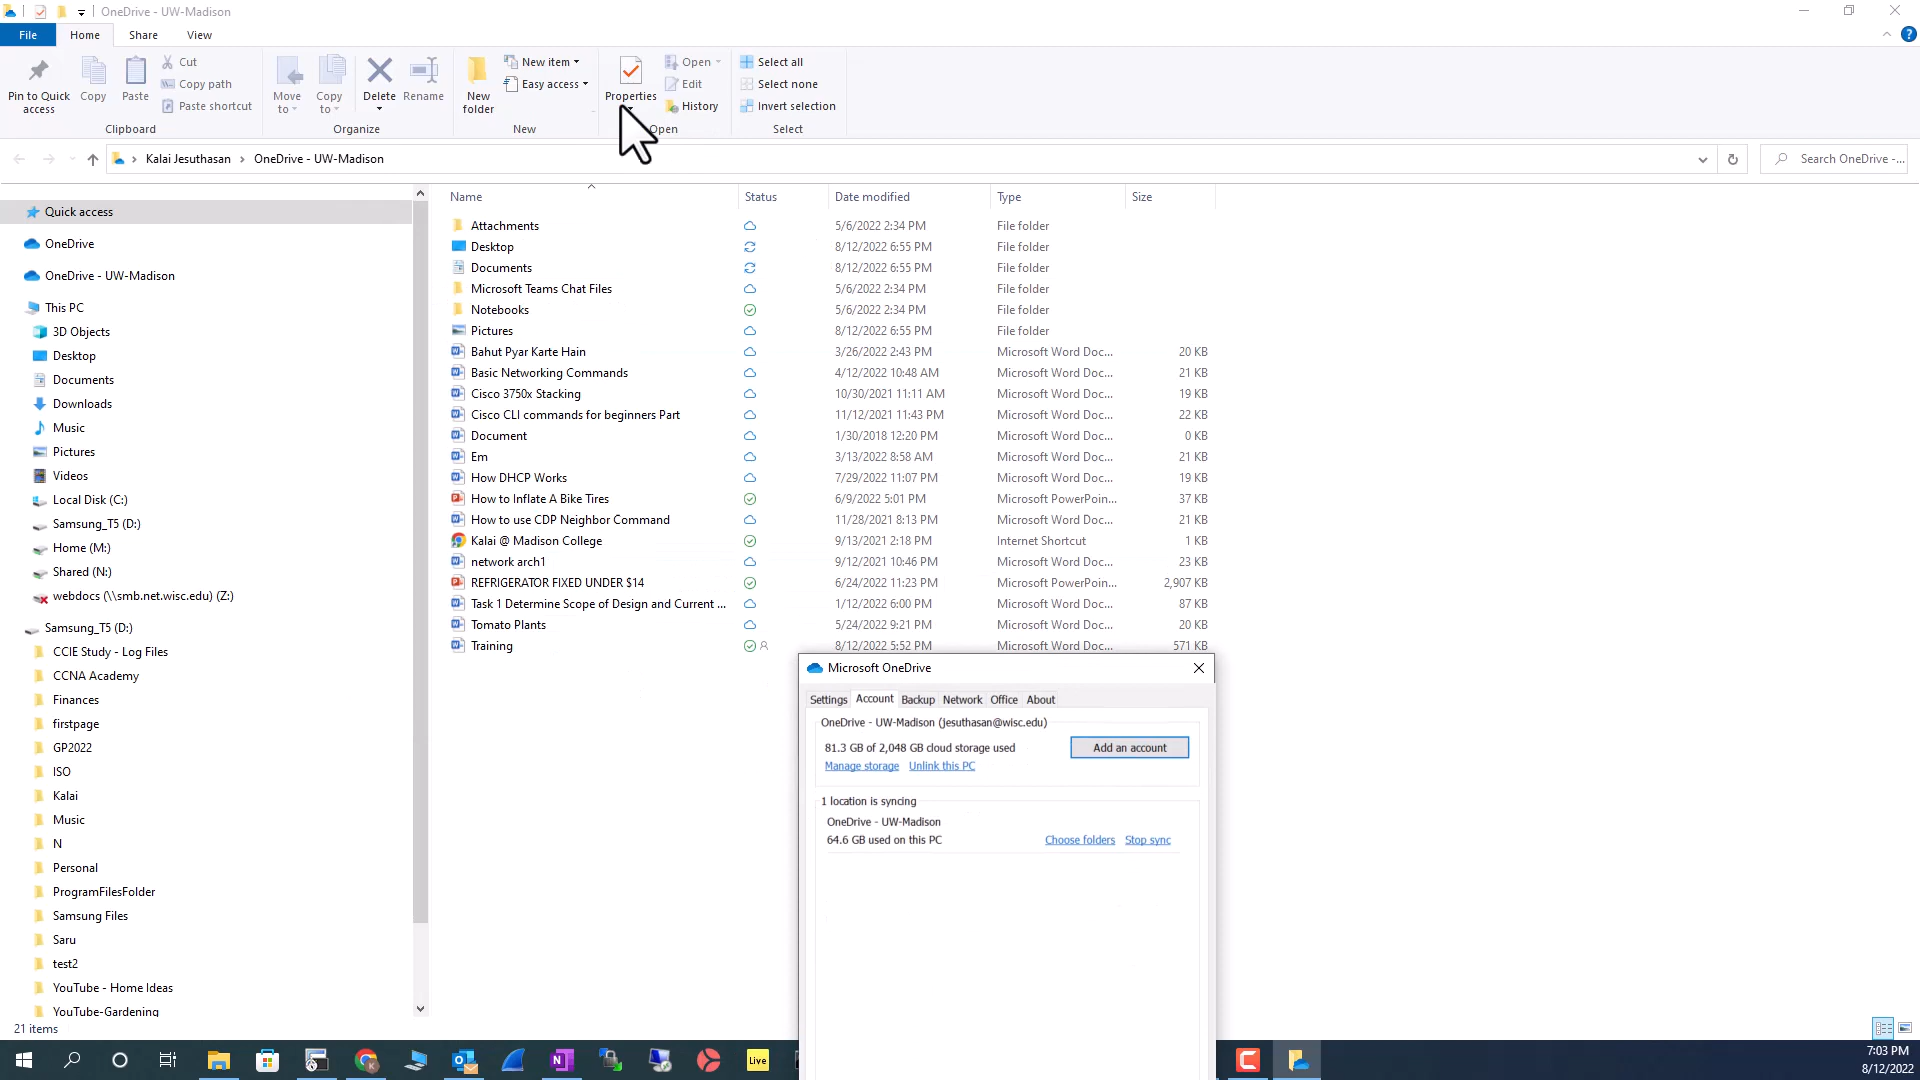 OneDrive - UW-Madison
File Home Share View
Pin to Quick access
Copy
Paste
Cut
Copy path
Paste shortcut
Clipboard
Move to
Copy to
Delete
Rename
Organize
New folder
New item
Easy access
New
Properties
Open
Edit
History
Open
Select all
Select none
Invert selection
Select
Kalai Jesuthasan > OneDrive - UW-Madison
Search OneDrive -...
Quick access
OneDrive
OneDrive - UW-Madison
This PC
3D Objects
Desktop
Documents
Downloads
Music
Pictures
Videos
Local Disk (C:)
Samsung_T5 (D:)
Home (M:)
Shared (N:)
webdocs (\\smb.net.wisc.edu) (Z:)
Samsung_T5 (D:)
CCIE Study - Log Files
CCNA Academy
Finances
firstpage
GP2022
ISO
Kalai
Music
N
Personal
ProgramFilesFolder
Samsung Files
Saru
test2
YouTube - Home Ideas
YouTube-Gardening
21 items
Name Status Date modified Type Size
Attachments 5/6/2022 2:34 PM File folder
Desktop 8/12/2022 6:55 PM File folder
Documents 8/12/2022 6:55 PM File folder
Microsoft Teams Chat Files 5/6/2022 2:34 PM File folder
Notebooks 5/6/2022 2:34 PM File folder
Pictures 8/12/2022 6:55 PM File folder
Bahut Pyar Karte Hain 3/26/2022 2:43 PM Microsoft Word Doc... 20 KB
Basic Networking Commands 4/12/2022 10:48 AM Microsoft Word Doc... 21 KB
Cisco 3750x Stacking 10/30/2021 11:11 AM Microsoft Word Doc... 19 KB
Cisco CLI commands for beginners Part 11/12/2021 11:43 PM Microsoft Word Doc... 22 KB
Document 1/30/2018 12:20 PM Microsoft Word Doc... 0 KB
Em 3/13/2022 8:58 AM Microsoft Word Doc... 21 KB
How DHCP Works 7/29/2022 11:07 PM Microsoft Word Doc... 19 KB
How to Inflate A Bike Tires 6/9/2022 5:01 PM Microsoft PowerPoin... 37 KB
How to use CDP Neighbor Command 11/28/2021 8:13 PM Microsoft Word Doc... 21 KB
Kalai @ Madison College 9/13/2021 2:18 PM Internet Shortcut 1 KB
network arch1 9/12/2021 10:46 PM Microsoft Word Doc... 23 KB
REFRIGERATOR FIXED UNDER $14 6/24/2022 11:23 PM Microsoft PowerPoin... 2,907 KB
Task 1 Determine Scope of Design and Current ... 1/12/2022 6:00 PM Microsoft Word Doc... 87 KB
Tomato Plants 5/24/2022 9:21 PM Microsoft Word Doc... 20 KB
Training 8/12/2022 5:52 PM Microsoft Word Doc... 571 KB
Microsoft OneDrive
Settings Account Backup Network Office About
OneDrive - UW-Madison (jesuthasan@wisc.edu)
81.3 GB of 2,048 GB cloud storage used
Add an account
Manage storage Unlink this PC
1 location is syncing
OneDrive - UW-Madison
64.6 GB used on this PC
Choose folders Stop sync
Live
7:03 PM
8/12/2022